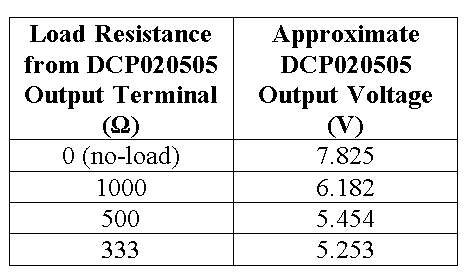 Load Resistance Approximate
from DCP020505 DCP020505
Output Terminal Output Voltage
(Ω) (V)
0 (no-load) 7.825
1000 6.182
500 5.454
333 5.253